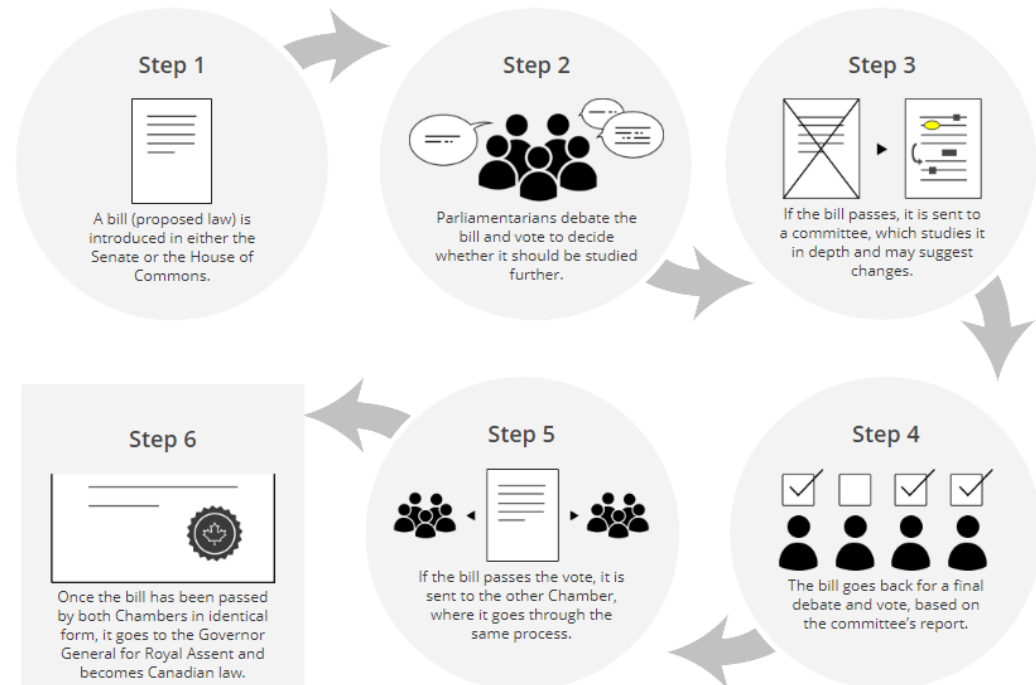 Step 1
A bill (proposed law) is
introduced in either the
Senate or the House of
Commons.
Step 2
Parliamentarians debate the
bill and vote to decide
whether it should be studied
further.
Step 3
If the bill passes, it is sent to
a committee, which studies it
in depth and may suggest
changes.
Step 4
The bill goes back for a final
debate and vote, based on
the committee's report.
Step 5
If the bill passes the vote, it is
sent to the other Chamber,
where it goes through the
same process.
Step 6
Once the bill has been passed
by both Chambers in identical
form, it goes to the Governor
General for Royal Assent and
becomes Canadian law.